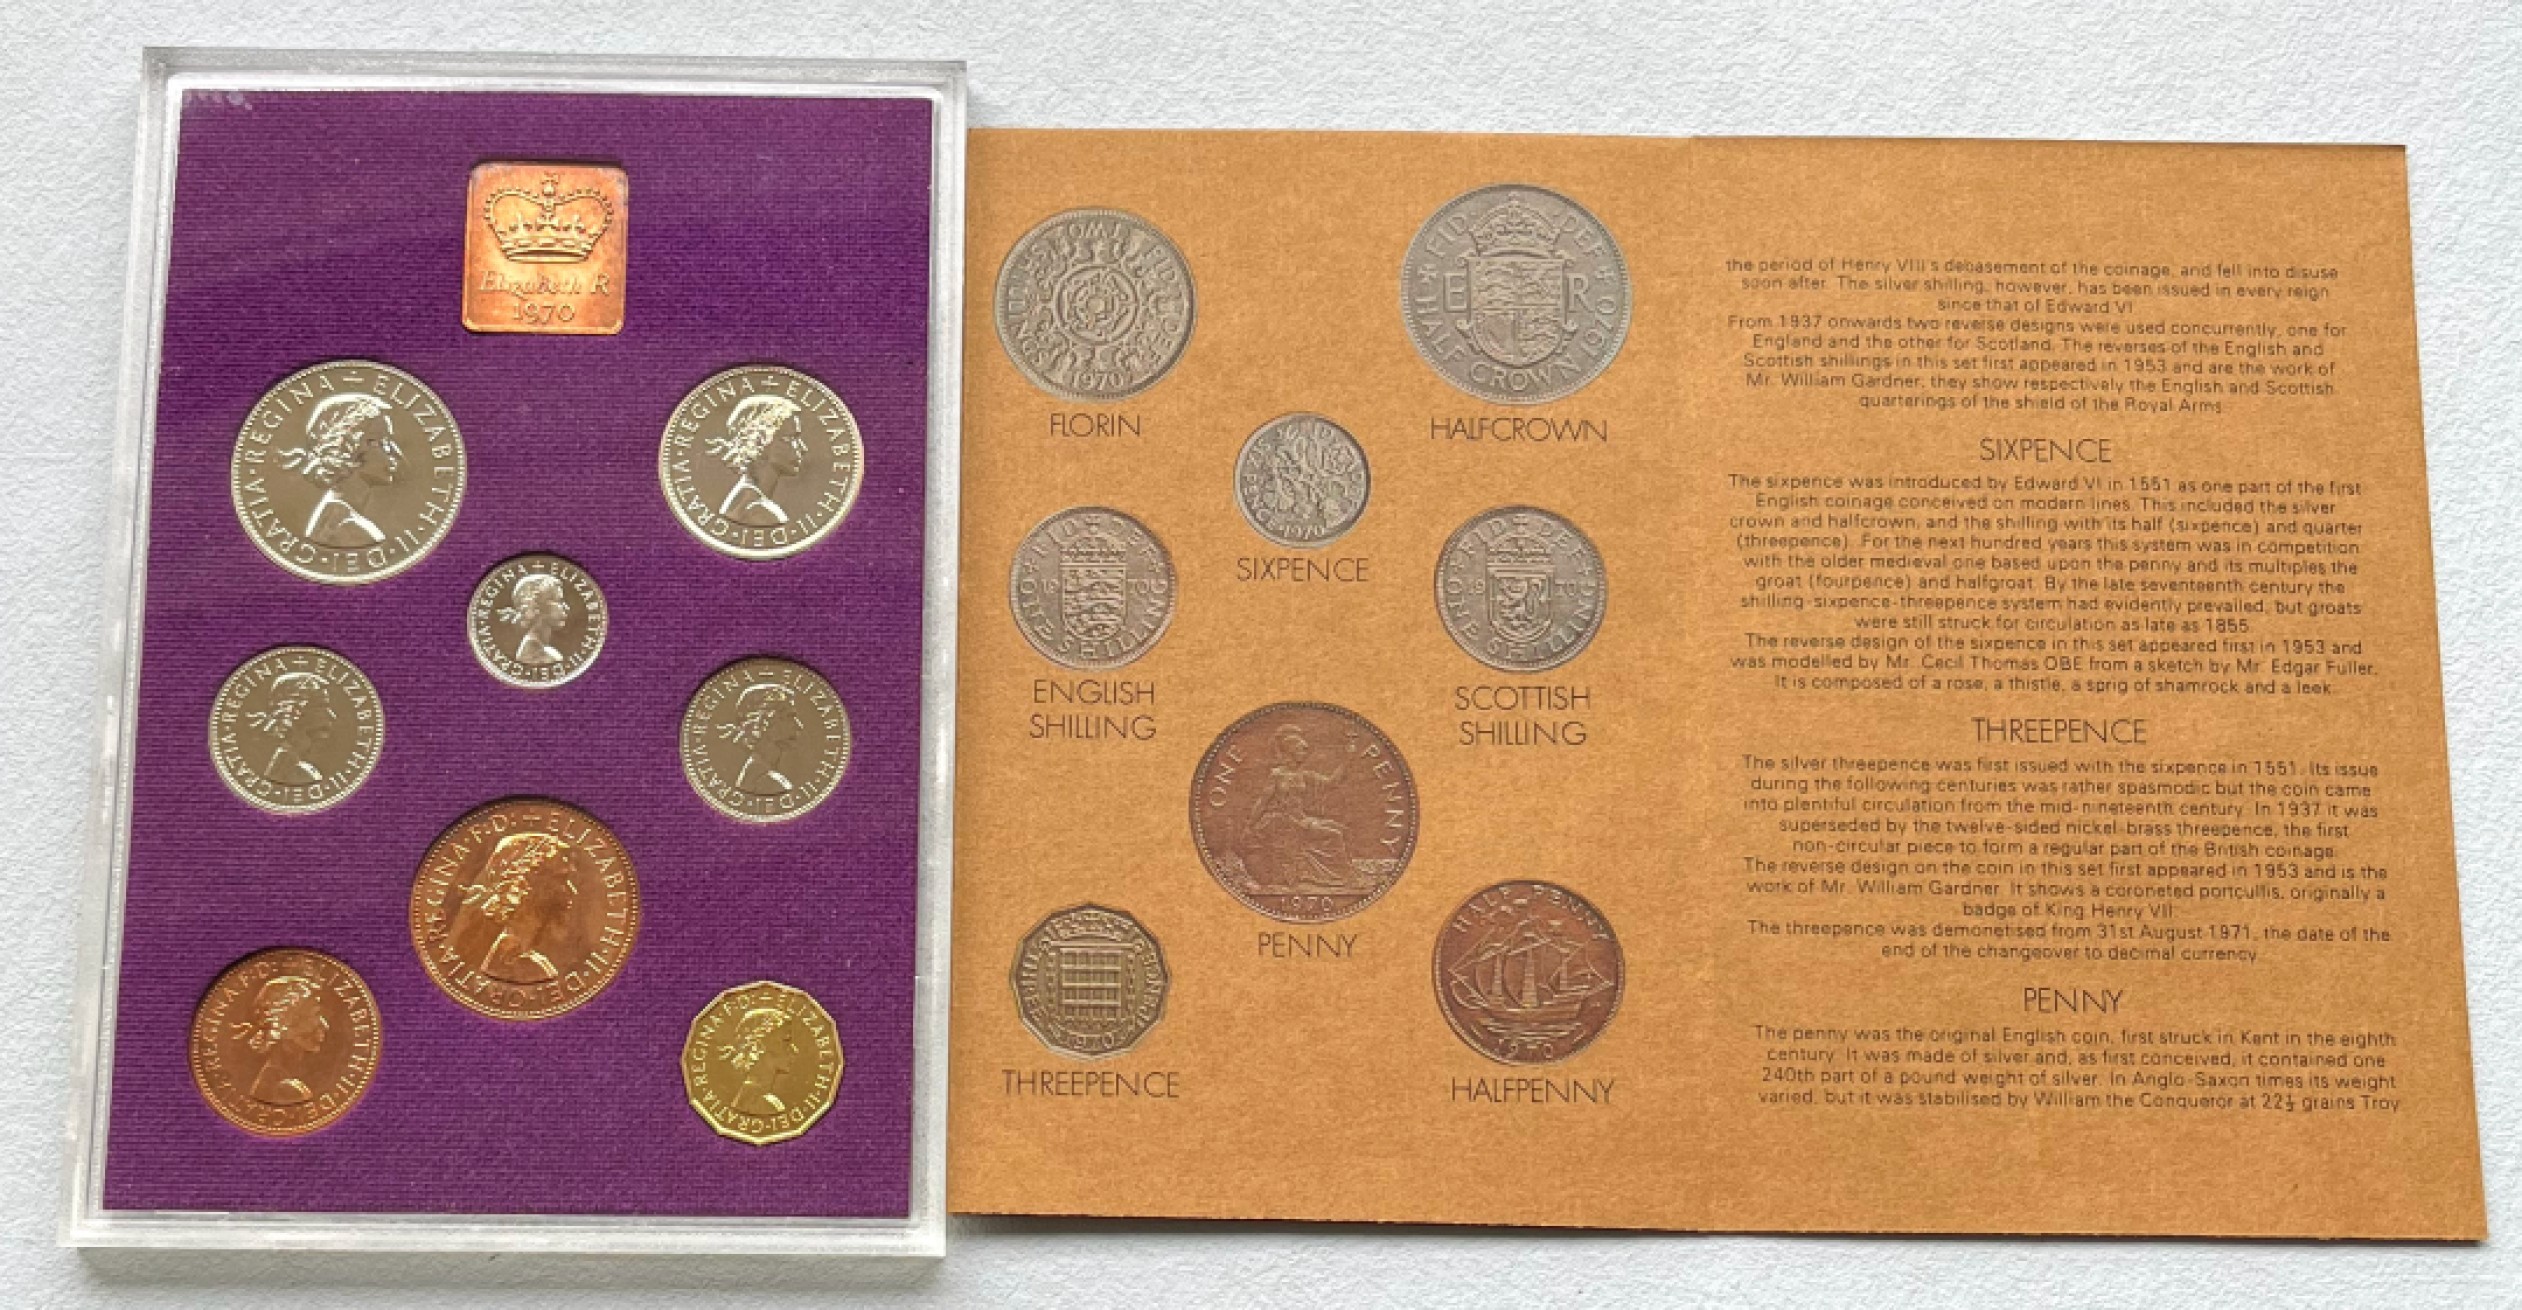 Elizabeth R
1970
REGINA + ELIZABETH·II·DEI·GRATIA·
REGINA + ELIZABETH·II·DEI·GRATIA·
REGINA + ELIZABETH·II·DEI·GRATIA·
REGINA + ELIZABETH·II·DEI·GRATIA·
REGINA + ELIZABETH·II·DEI·GRATIA·
REGINA·F·D·+ ELIZABETH·II·DEI·GRATIA·
REGINA·F·D· ELIZABETH·II·DEI·GRA
REGINA·F·D·+ ELIZABETH·II·DEI·GRATIA·
TWO
1970
FLORIN
FID DEF
E R
HALF CROWN 1970
HALFCROWN
SIX
PENCE·1970
SIXPENCE
FID DEF
19 70
ONE SHILLING
ENGLISH
SHILLING
FID DEF
19 70
ONE SHILLING
SCOTTISH
SHILLING
ONE PENNY
1970
PENNY
THREE PENCE
1970
THREEPENCE
HALF PENNY
1970
HALFPENNY
the period of Henry VIII's debasement of the coinage, and fell into disuse
soon after. The silver shilling, however, has been issued in every reign
since that of Edward VI.
From 1937 onwards two reverse designs were used concurrently, one for
England and the other for Scotland. The reverses of the English and
Scottish shillings in this set first appeared in 1953 and are the work of
Mr. William Gardner; they show respectively the English and Scottish
quarterings of the shield of the Royal Arms.
SIXPENCE
The sixpence was introduced by Edward VI in 1551 as one part of the first
English coinage conceived on modern lines. This included the silver
crown and halfcrown, and the shilling with its half (sixpence) and quarter
(threepence). For the next hundred years this system was in competition
with the older medieval one based upon the penny and its multiples the
groat (fourpence) and halfgroat. By the late seventeenth century the
shilling-sixpence-threepence system had evidently prevailed, but groats
were still struck for circulation as late as 1855.
The reverse design of the sixpence in this set appeared first in 1953 and
was modelled by Mr. Cecil Thomas OBE from a sketch by Mr. Edgar Fuller.
It is composed of a rose, a thistle, a sprig of shamrock and a leek.
THREEPENCE
The silver threepence was first issued with the sixpence in 1551. Its issue
during the following centuries was rather spasmodic but the coin came
into plentiful circulation from the mid-nineteenth century. In 1937 it was
superseded by the twelve-sided nickel-brass threepence, the first
non-circular piece to form a regular part of the British coinage.
The reverse design on the coin in this set first appeared in 1953 and is the
work of Mr. William Gardner. It shows a coroneted portcullis, originally a
badge of King Henry VII.
The threepence was demonetised from 31st August 1971, the date of the
end of the changeover to decimal currency.
PENNY
The penny was the original English coin, first struck in Kent in the eighth
century. It was made of silver and, as first conceived, it contained one
240th part of a pound weight of silver. In Anglo-Saxon times its weight
varied, but it was stabilised by William the Conqueror at 22½ grains Troy